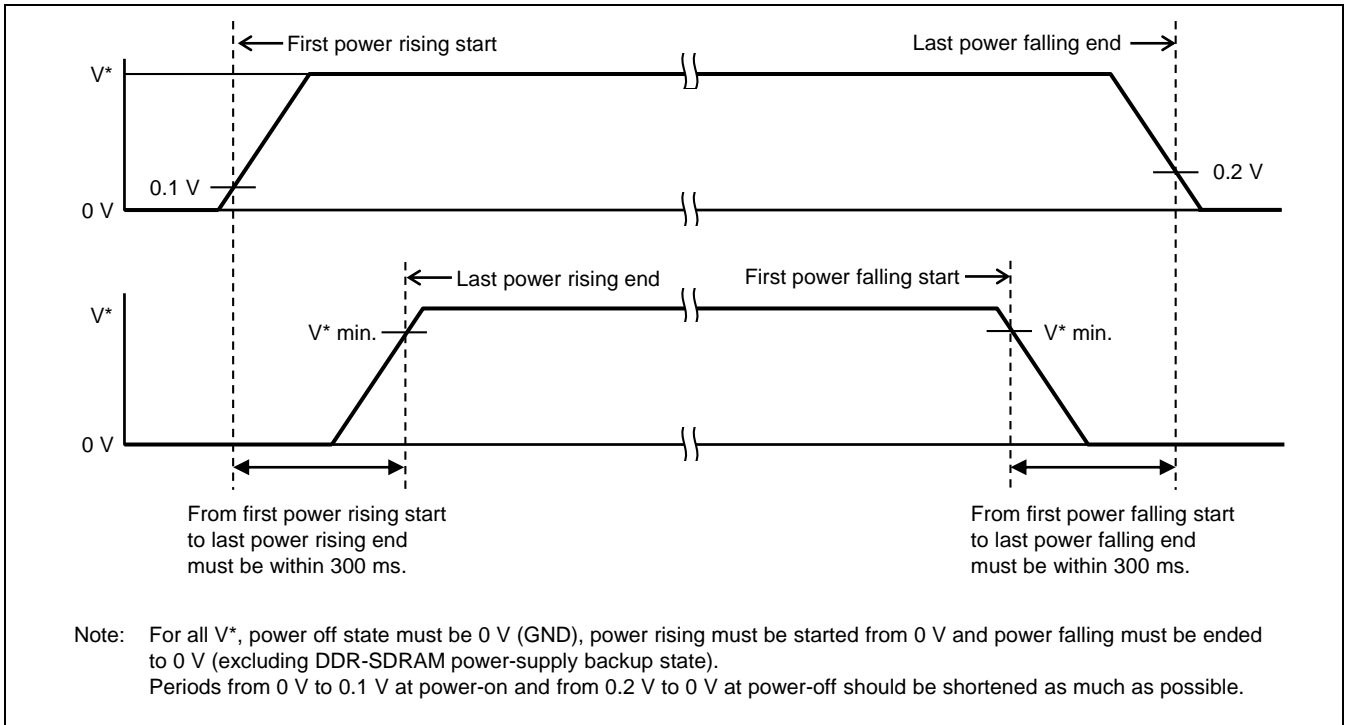 First power rising start
Last power falling end
V*
0.1 V
0.2 V
0 V
Last power rising end
First power falling start
V*
V* min.
V* min.
0 V
From first power rising start
to last power rising end
must be within 300 ms.
From first power falling start
to last power falling end
must be within 300 ms.
Note: For all V*, power off state must be 0 V (GND), power rising must be started from 0 V and power falling must be ended
to 0 V (excluding DDR-SDRAM power-supply backup state).
Periods from 0 V to 0.1 V at power-on and from 0.2 V to 0 V at power-off should be shortened as much as possible.